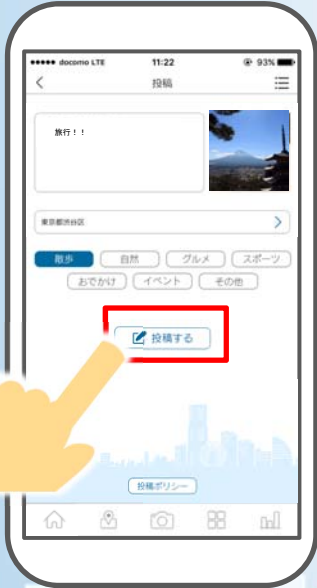 docomo LTE 11:22 93%
投稿
旅行！！
東京都渋谷区
散歩 自然 グルメ スポーツ
おでかけ イベント その他
投稿する
投稿ポリシー